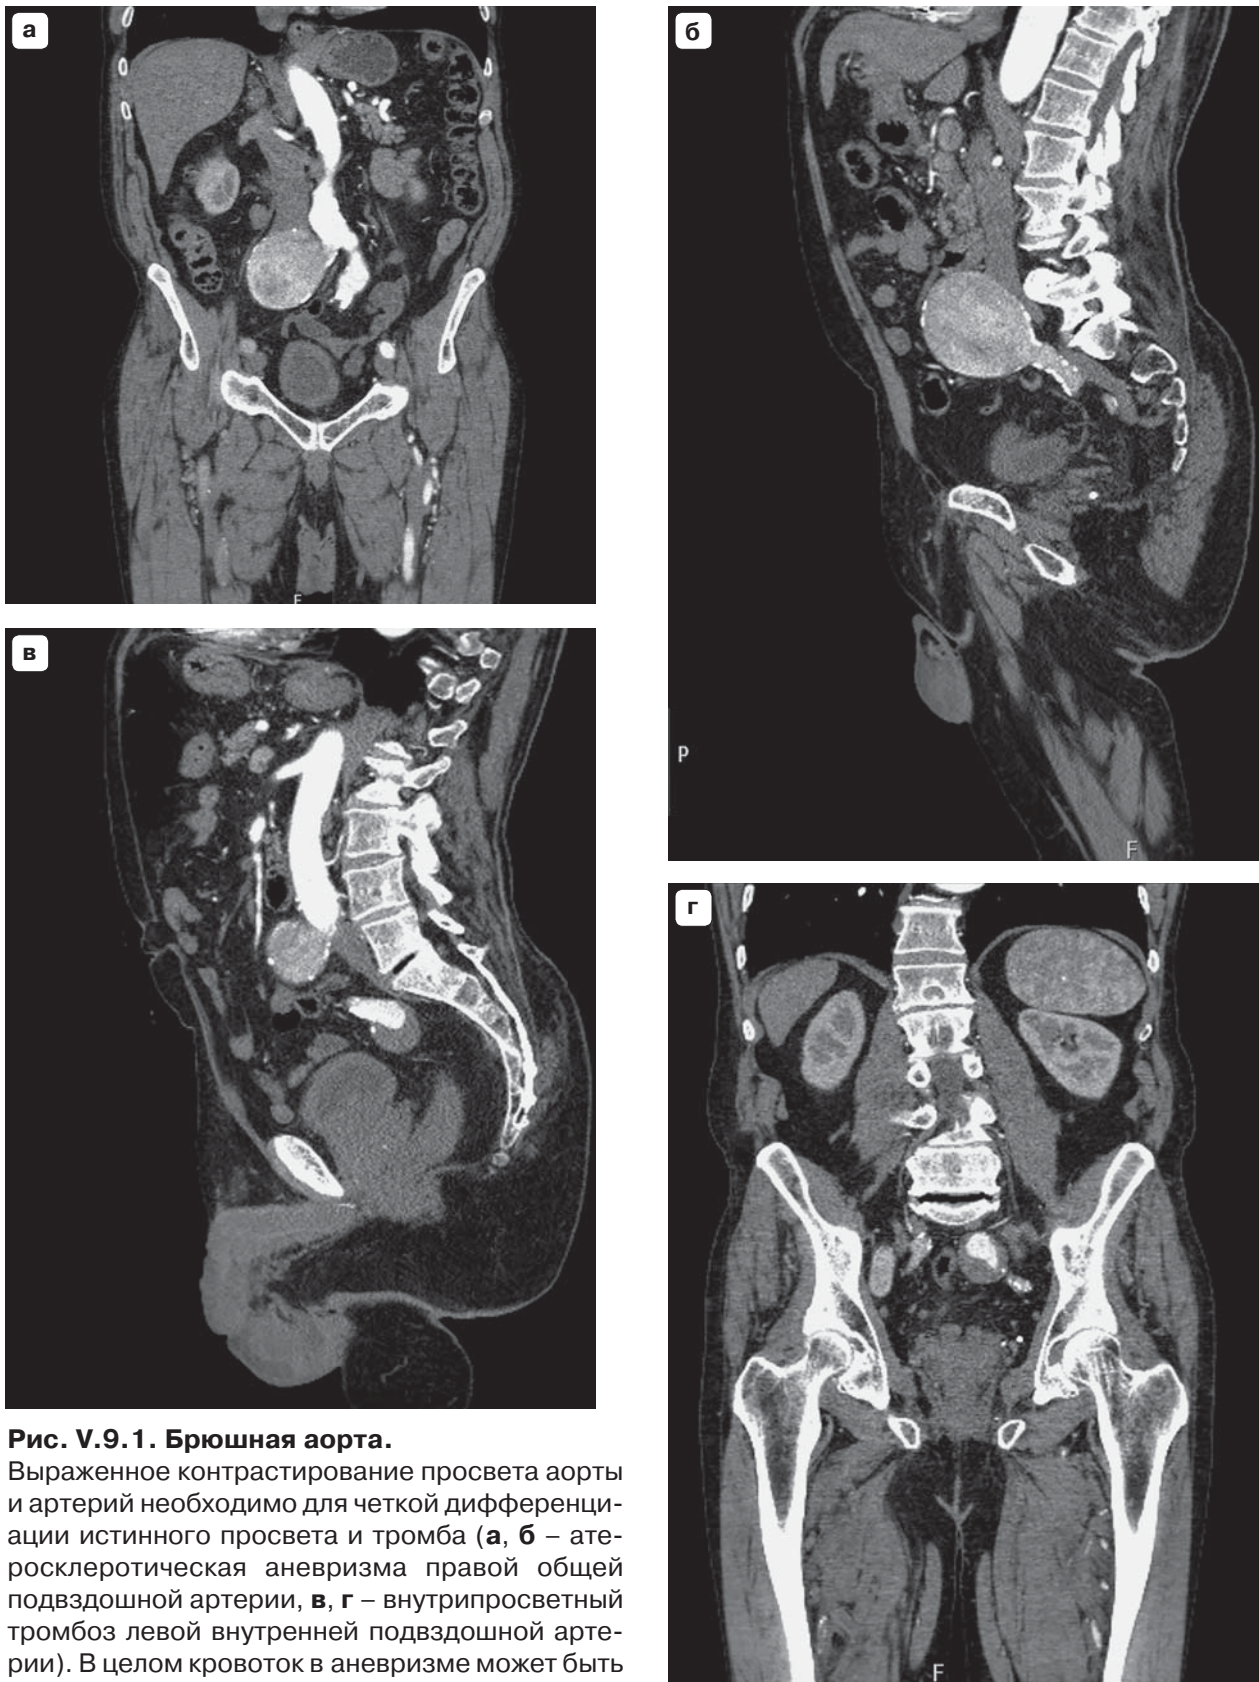 а
б
F
в
P
F
г
F
Рис. V.9.1. Брюшная аорта.
Выраженное контрастирование просвета аорты
и артерий необходимо для четкой дифференци-
ации истинного просвета и тромба (а, б – ате-
росклеротическая аневризма правой общей
подвздошной артерии, в, г – внутрипросветный
тромбоз левой внутренней подвздошной арте-
рии). В целом кровоток в аневризме может быть